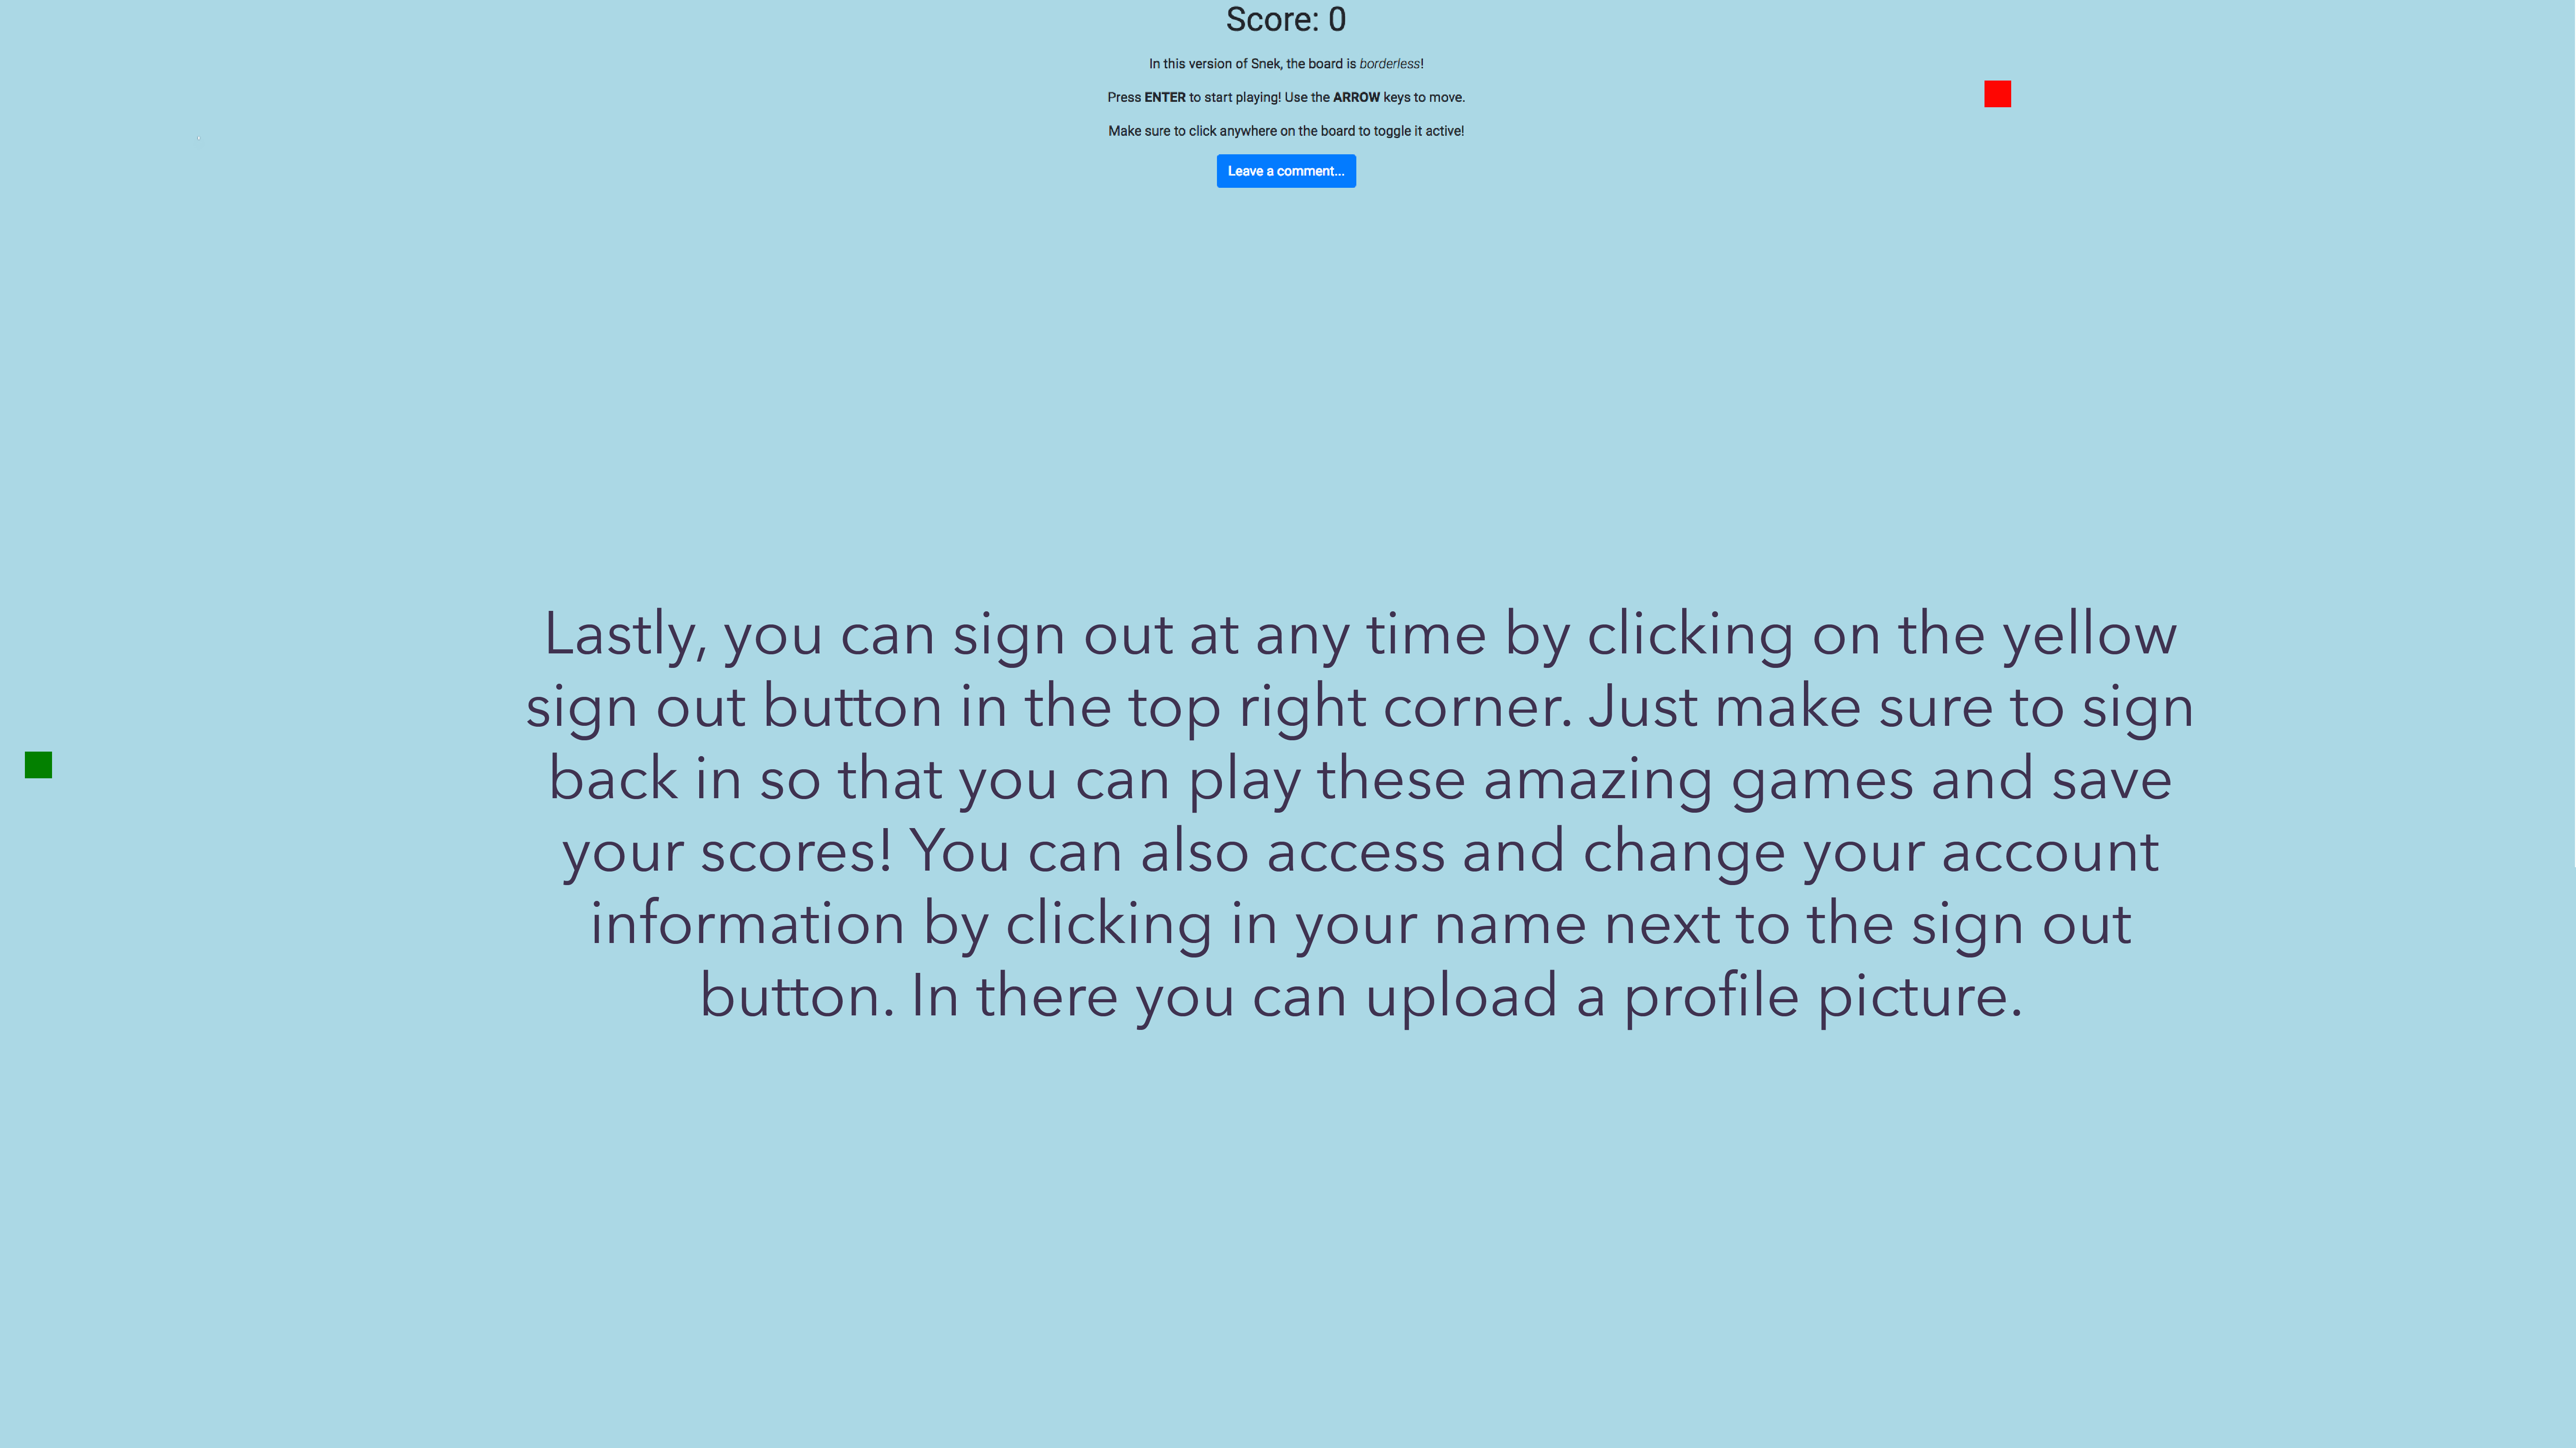 Score: 0
In this version of Snek, the board is borderless!
Press ENTER to start playing! Use the ARROW keys to move.
Make sure to click anywhere on the board to toggle it active!
Leave a comment...
Lastly, you can sign out at any time by clicking on the yellow
sign out button in the top right corner. Just make sure to sign
back in so that you can play these amazing games and save
your scores! You can also access and change your account
information by clicking in your name next to the sign out
button. In there you can upload a profile picture.